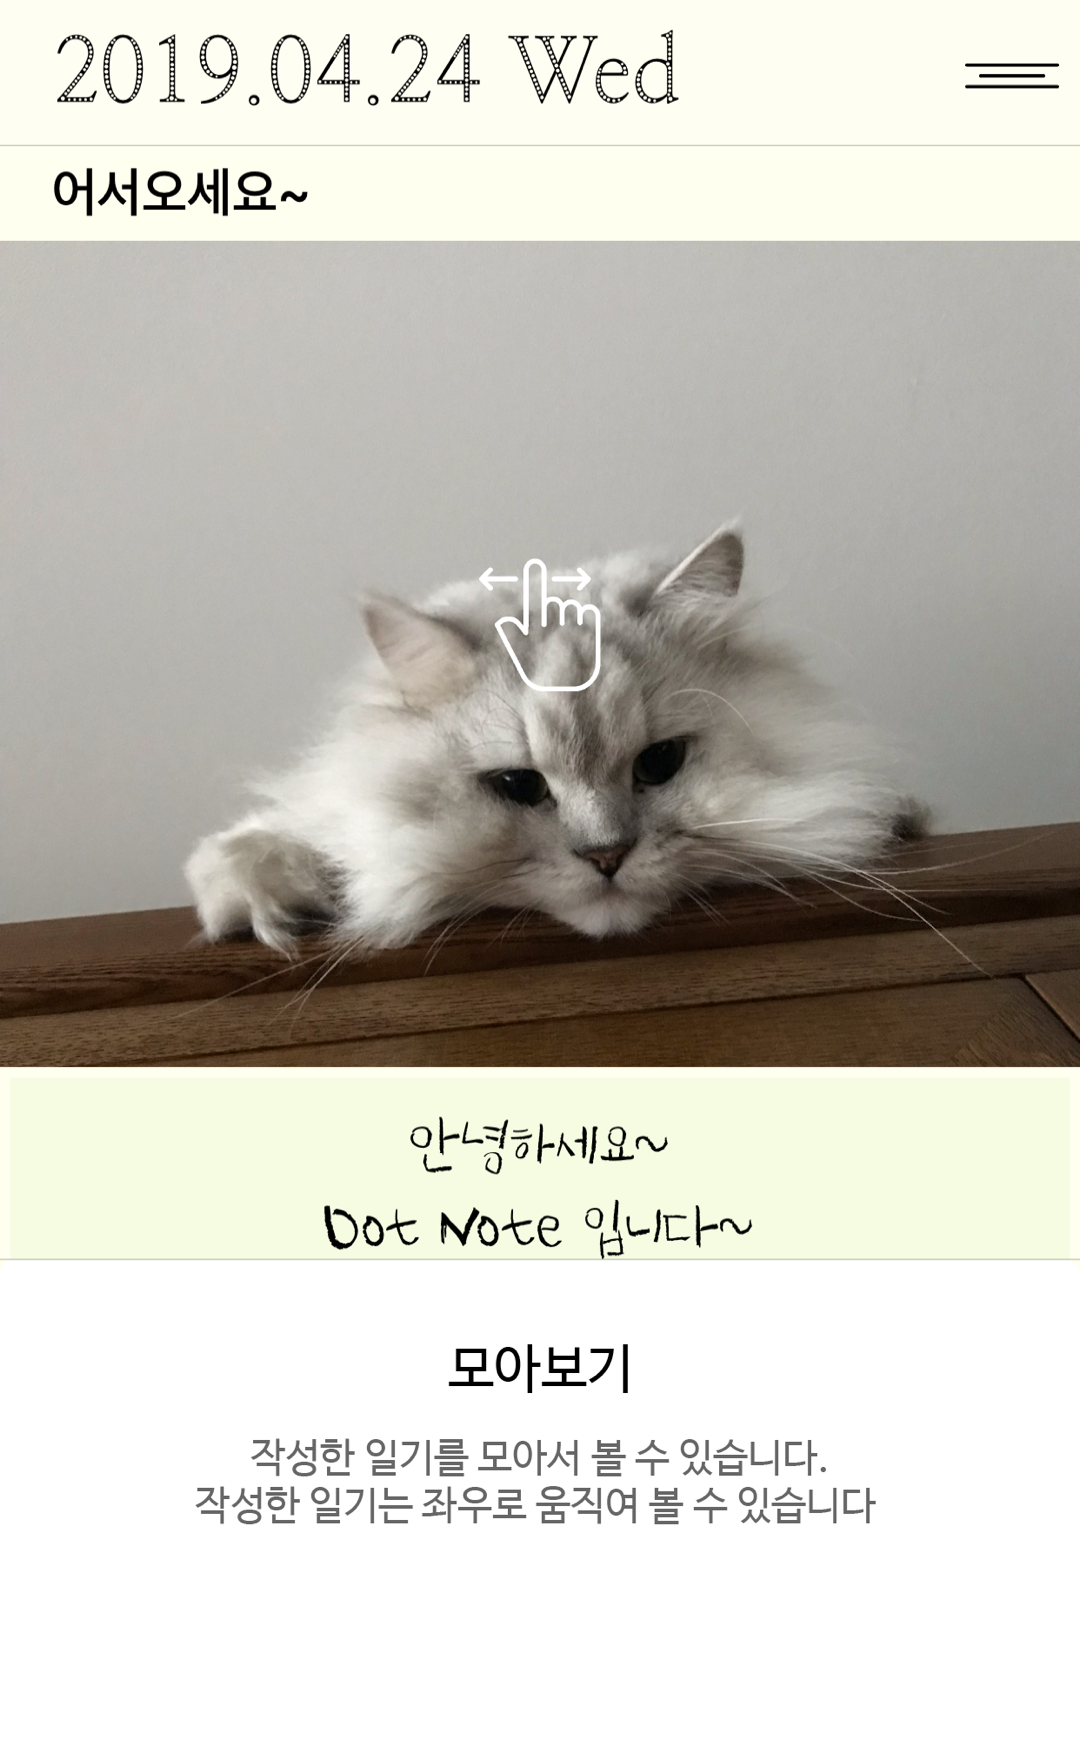 2019.04.24 Wed
어서오세요~
안녕하세요~
Dot Note 입니다~
모아보기
작성한 일기를 모아서 볼 수 있습니다.
작성한 일기는 좌우로 움직여 볼 수 있습니다